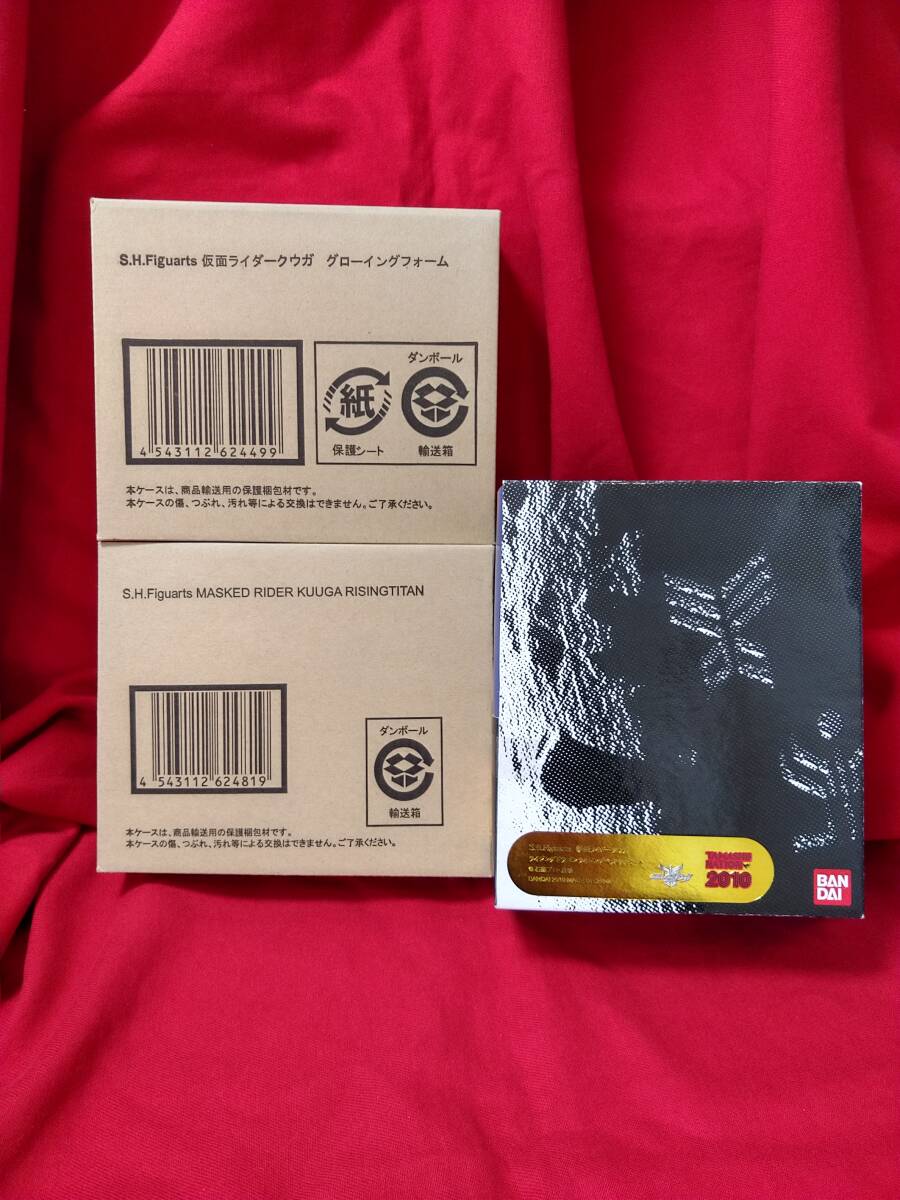 S.H.Figuarts 仮面ライダークウガ　グローイングフォーム
4 543112 624499
紙
保護シート
ダンボール
輸送箱
本ケースは、商品輸送用の保護梱包材です。
本ケースの傷、つぶれ、汚れ等による交換はできません。ご了承ください。
S.H.Figuarts MASKED RIDER KUUGA RISINGTITAN
4 543112 624819
ダンボール
輸送箱
本ケースは、商品輸送用の保護梱包材です。
本ケースの傷、つぶれ、汚れ等による交換はできません。ご了承ください。
S.H.Figuarts
TAMASHII
NATION
2010
BAN
DAI